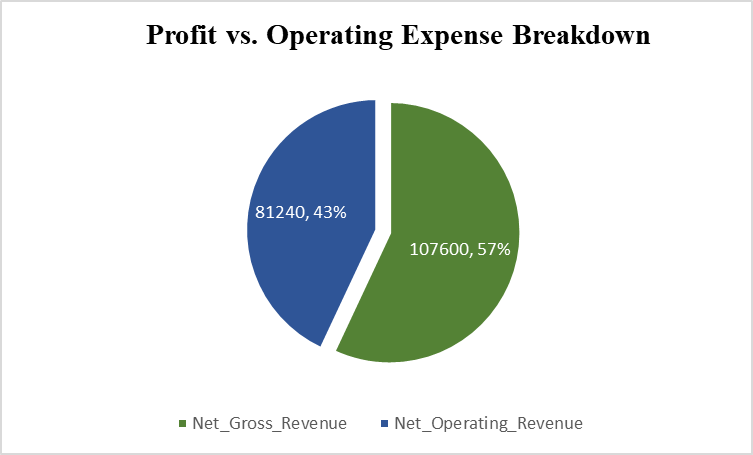 Profit vs. Operating Expense Breakdown
81240, 43%
107600, 57%
Net_Gross_Revenue
Net_Operating_Revenue